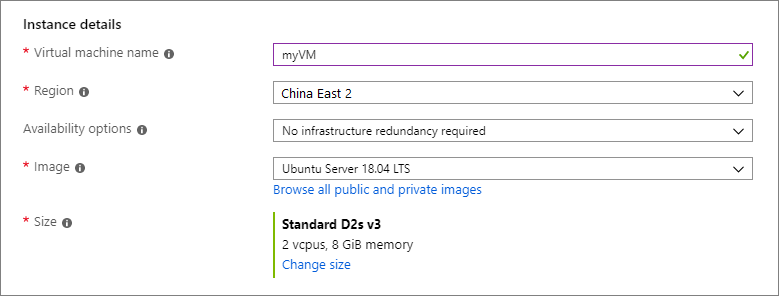 Instance details
* Virtual machine name
myVM
* Region
China East 2
Availability options
No infrastructure redundancy required
* Image
Ubuntu Server 18.04 LTS
Browse all public and private images
* Size
Standard D2s v3
2 vcpus, 8 GiB memory
Change size